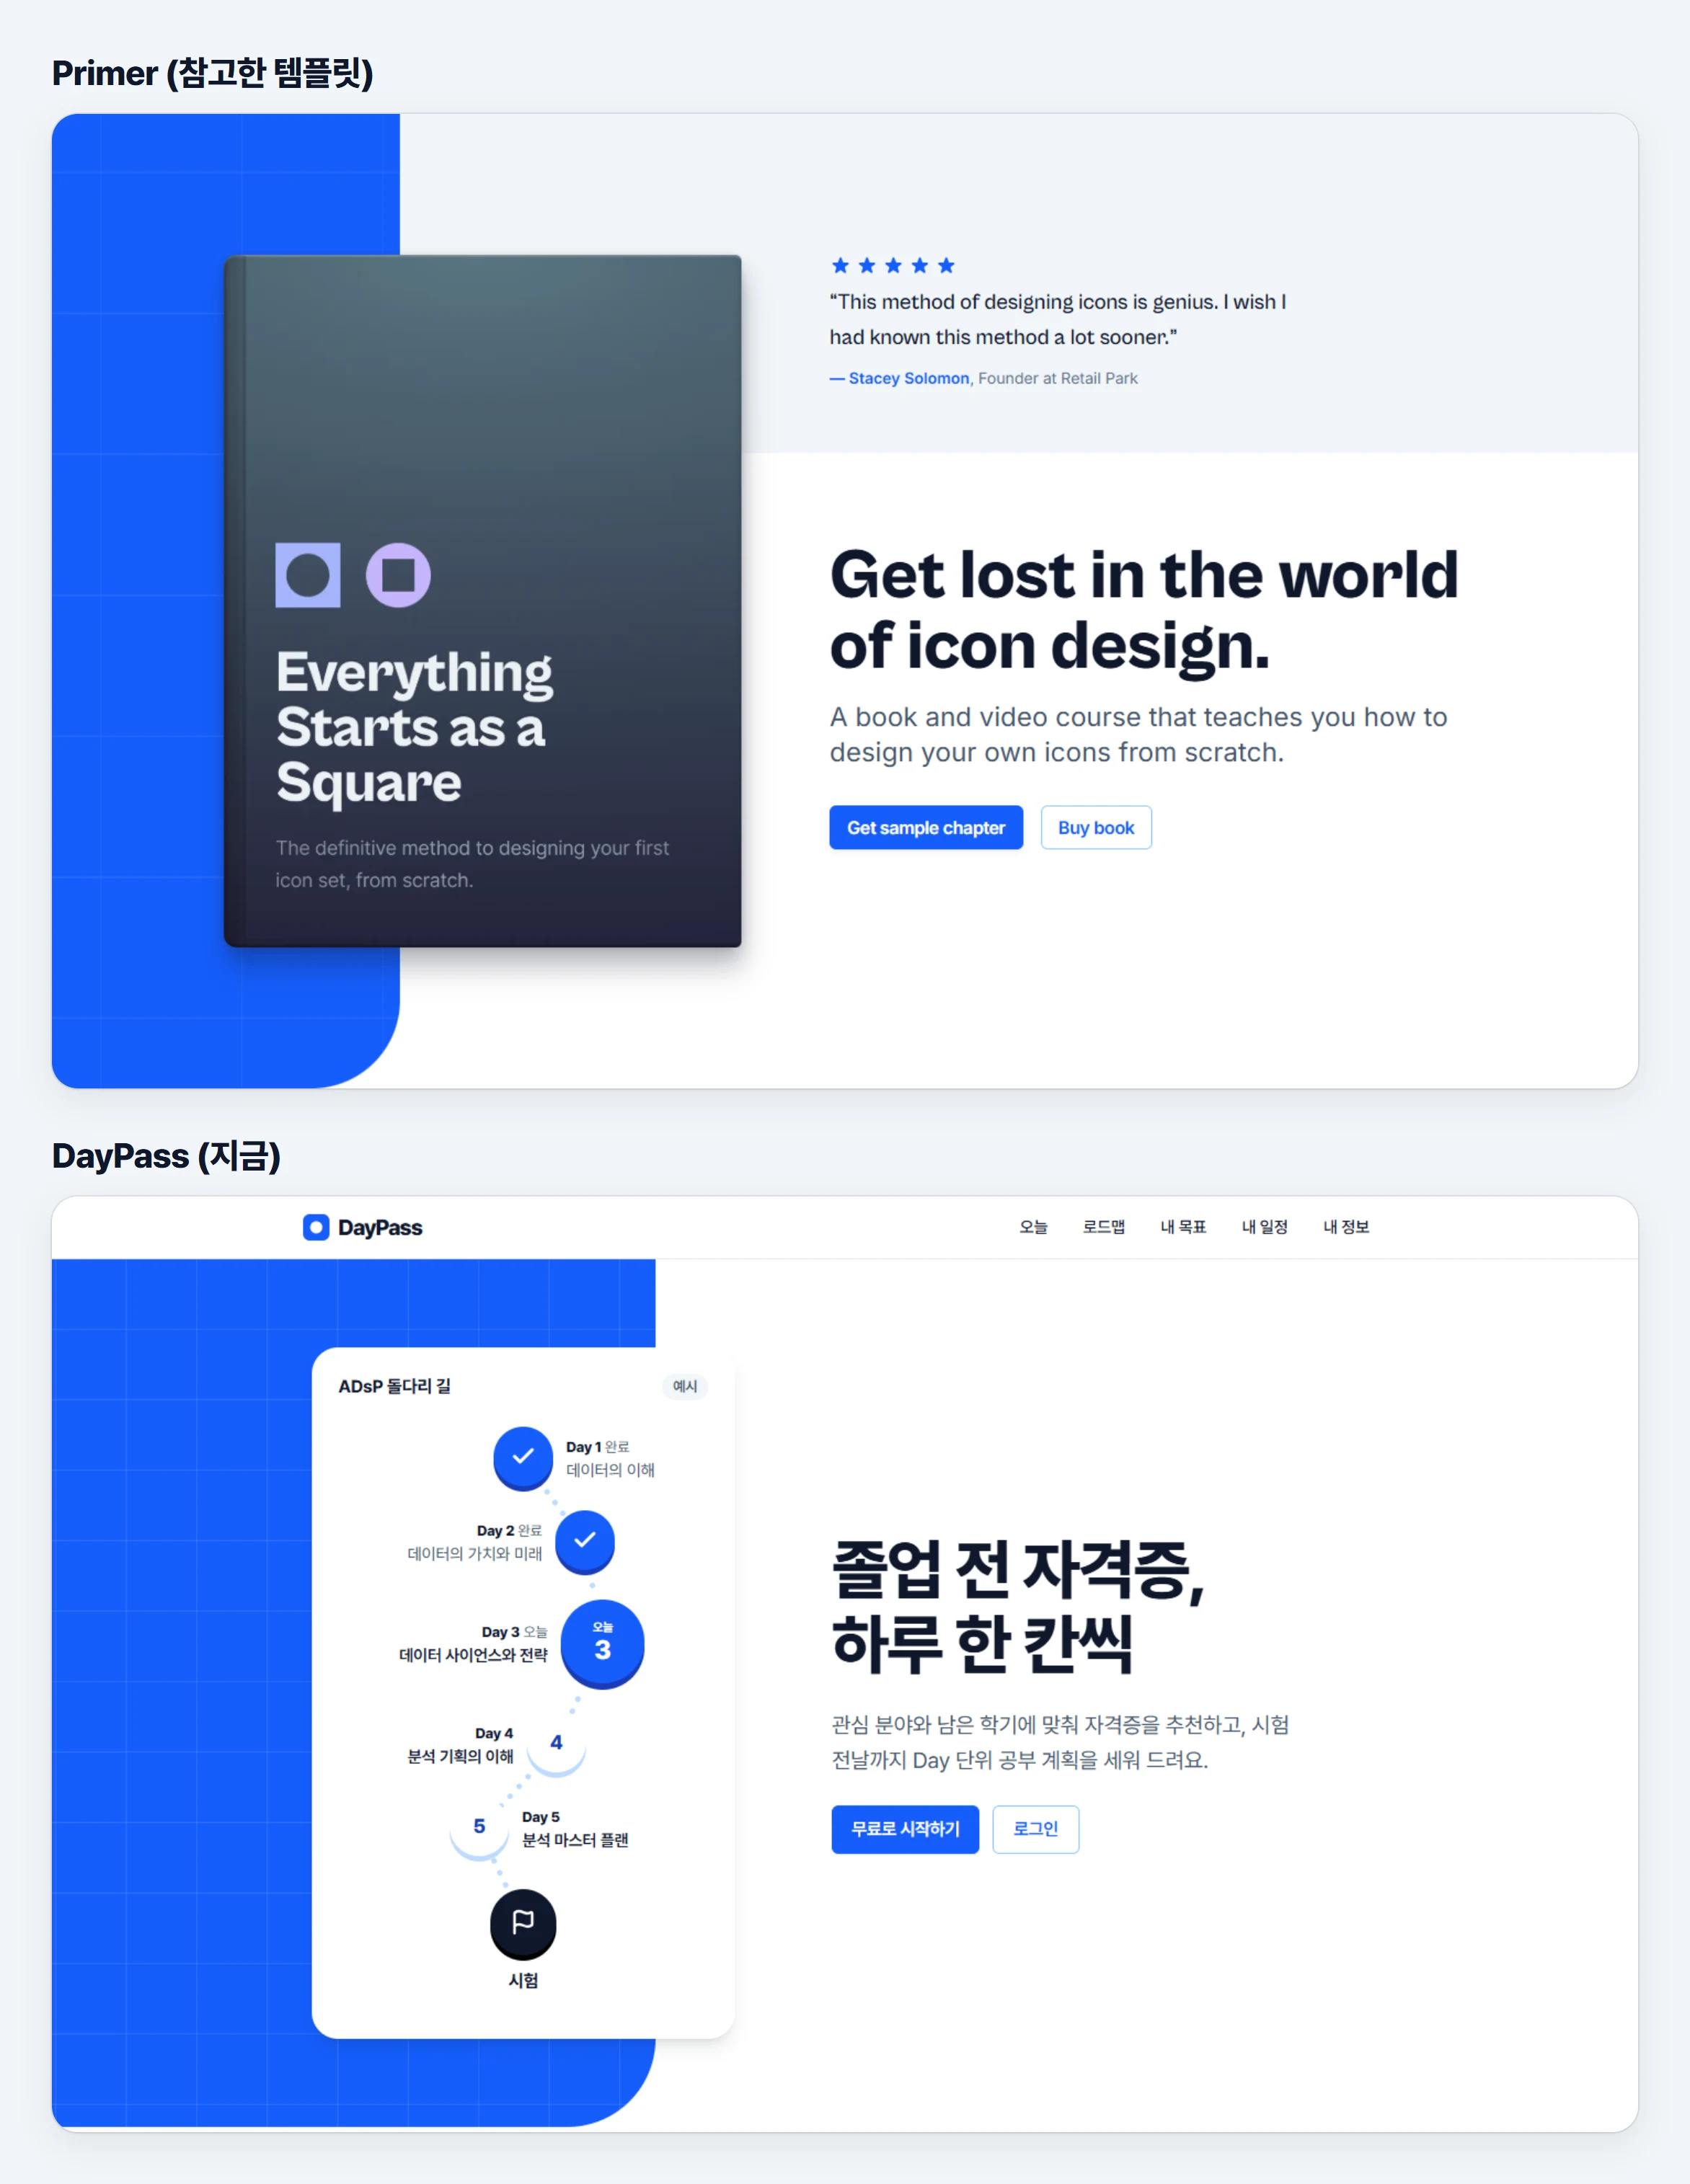 Primer (참고한 템플릿)
“This method of designing icons is genius. I wish I
had known this method a lot sooner.”
— Stacey Solomon, Founder at Retail Park
Everything
Starts as a
Square
The definitive method to designing your first
icon set, from scratch.
Get lost in the world
of icon design.
A book and video course that teaches you how to
design your own icons from scratch.
Get sample chapter
Buy book
DayPass (지금)
DayPass
오늘
로드맵
내 목표
내 일정
내 정보
ADsP 돌다리 길
예시
Day 1 완료
데이터의 이해
Day 2 완료
데이터의 가치와 미래
Day 3 오늘
데이터 사이언스와 전략
오늘
3
Day 4
분석 기획의 이해
4
5
Day 5
분석 마스터 플랜
시험
졸업 전 자격증,
하루 한 칸씩
관심 분야와 남은 학기에 맞춰 자격증을 추천하고, 시험
전날까지 Day 단위 공부 계획을 세워 드려요.
무료로 시작하기
로그인